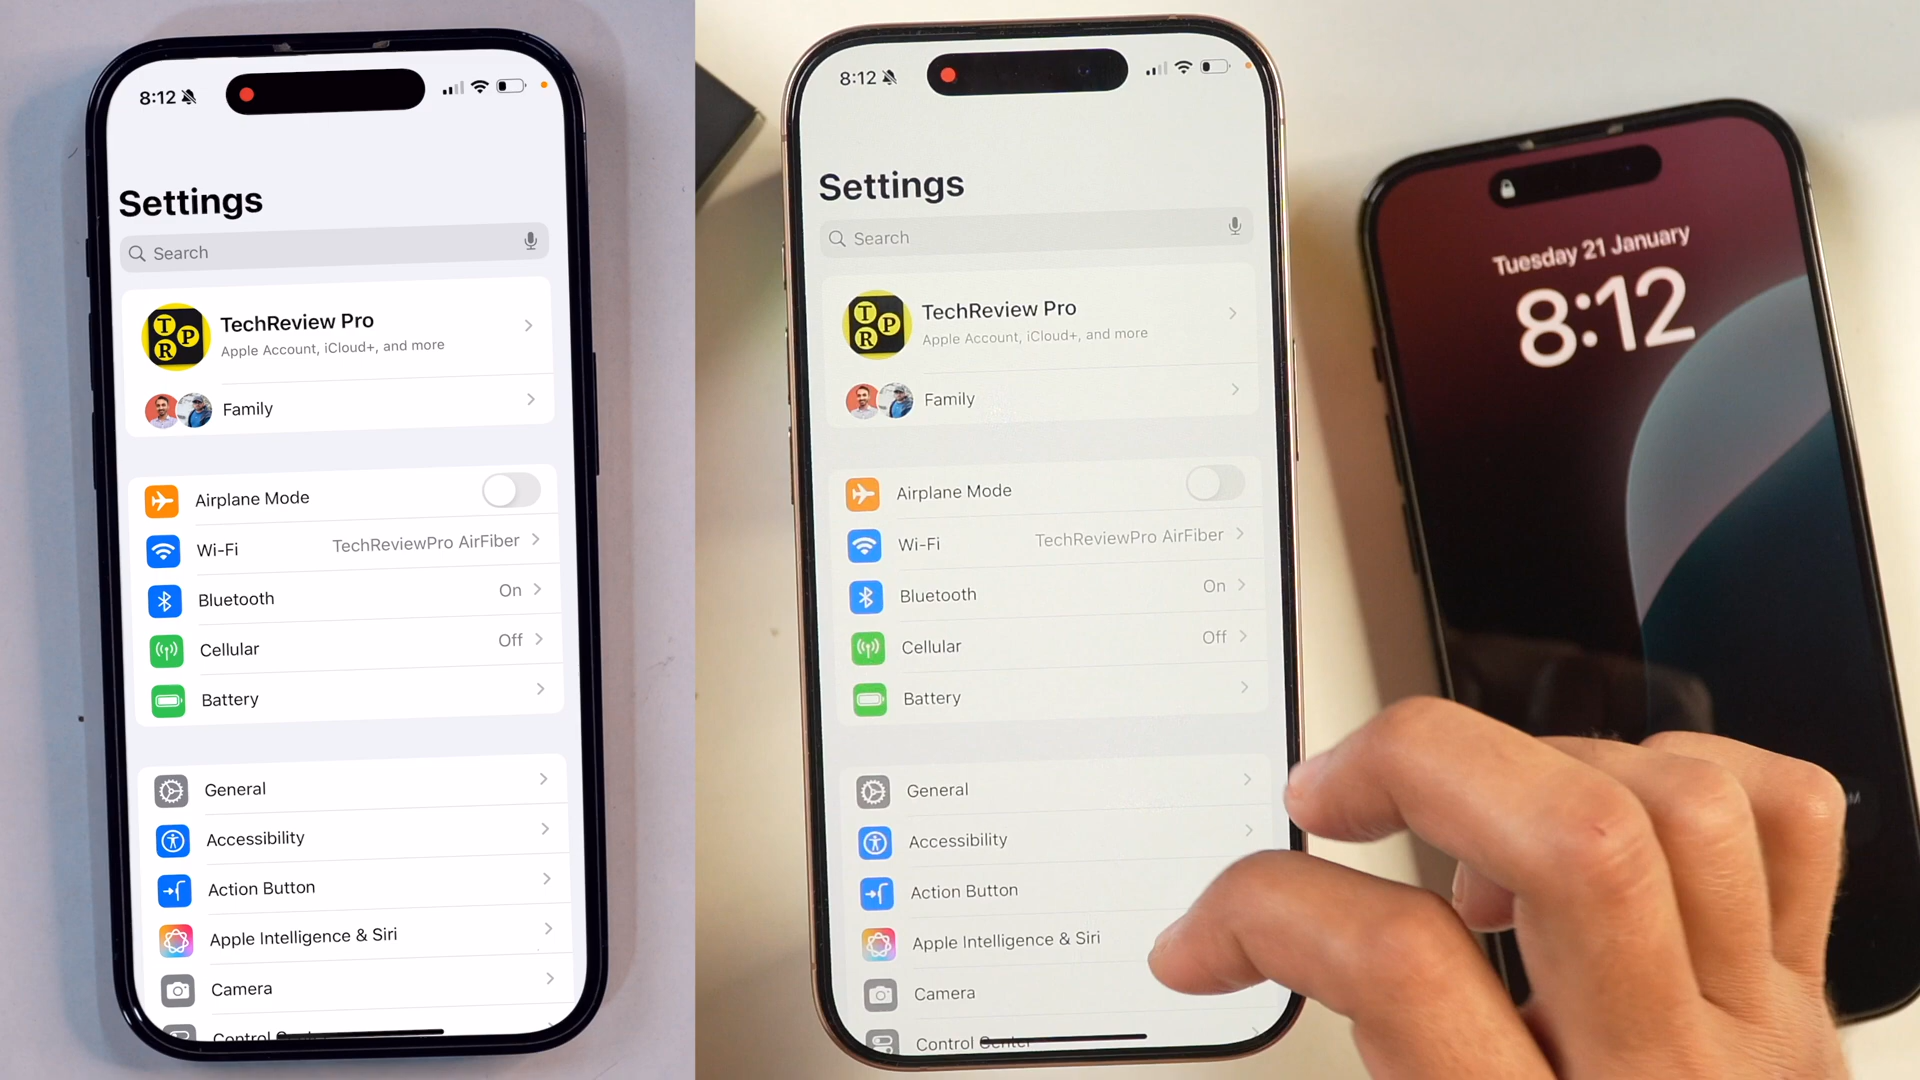 8:12
Settings
Search
T
P
R
TechReview Pro
Apple Account, iCloud+, and more
Family
Airplane Mode
Wi-Fi TechReviewPro AirFiber
Bluetooth On
Cellular Off
Battery
General
Accessibility
Action Button
Apple Intelligence & Siri
Camera
Control Center
8:12
Settings
Search
T
P
R
TechReview Pro
Apple Account, iCloud+, and more
Family
Airplane Mode
Wi-Fi TechReviewPro AirFiber
Bluetooth On
Cellular Off
Battery
General
Accessibility
Action Button
Apple Intelligence & Siri
Camera
Control Center
Tuesday 21 January
8:12